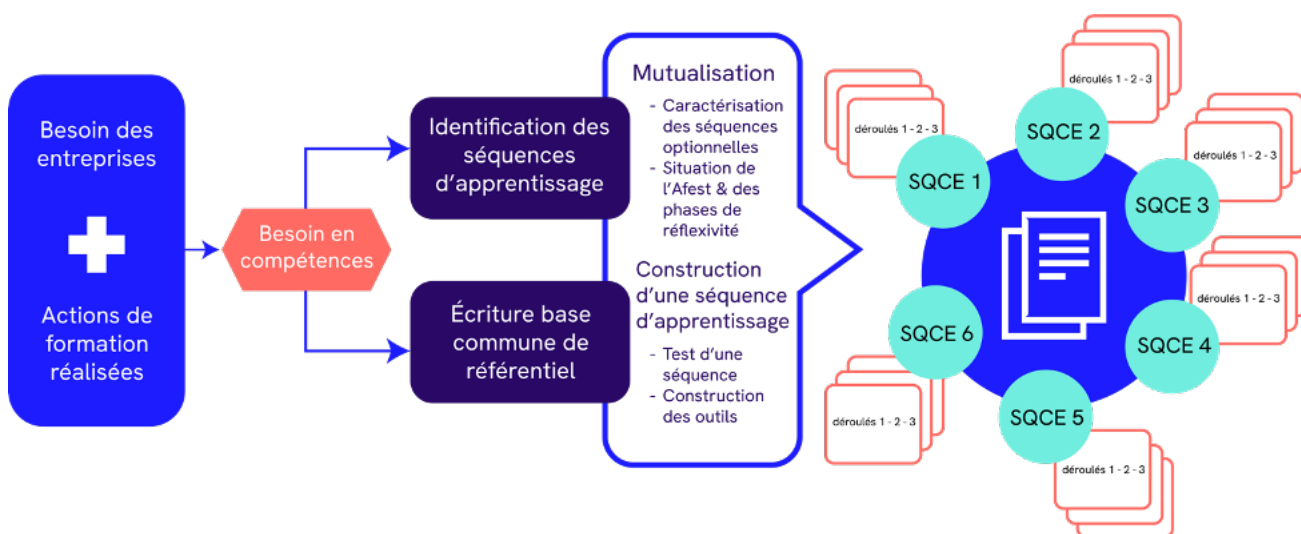 Besoin des
entreprises
Actions de
formation
réalisées
Besoin en
compétences
Identification des
séquences
d'apprentissage
Écriture base
commune de
référentiel
Mutualisation
- Caractérisation
des séquences
optionnelles
- Situation de
l'Afest & des
phases de
réflexivité
Construction
d'une séquence
d'apprentissage
- Test d'une
séquence
- Construction
des outils
déroulés 1 - 2 - 3
SQCE 1
déroulés 1 - 2 - 3
SQCE 2
déroulés 1 - 2 - 3
SQCE 3
déroulés 1 - 2 - 3
SQCE 4
SQCE 5
déroulés 1 - 2 - 3
SQCE 6
déroulés 1 - 2 - 3